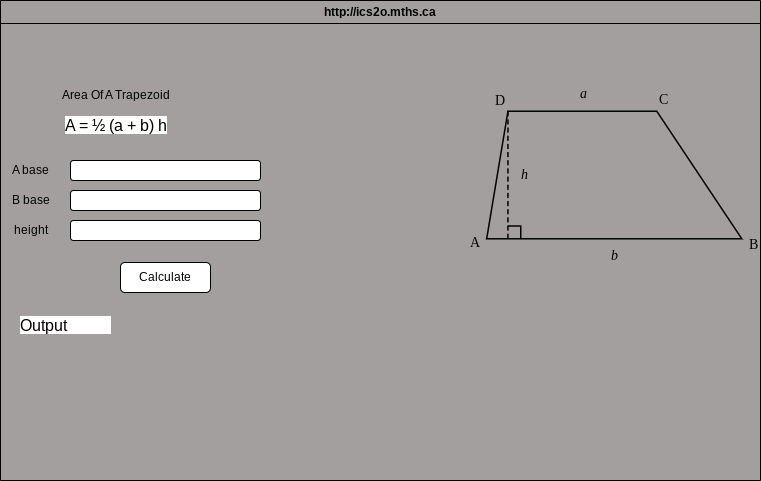 http://ics2o.mths.ca
Area Of A Trapezoid
A = ½ (a + b) h
A base
B base
height
Calculate
Output
D
a
C
h
A
B
b